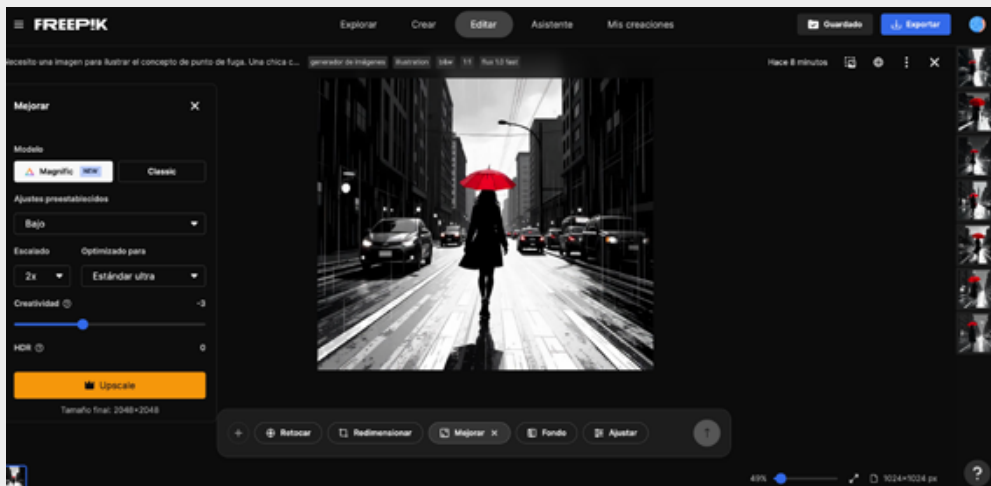 FREEP!K
Explorar
Crear
Editar
Asistente
Mis creaciones
Guardado
Exportar
Necesito una imagen para ilustrar el concepto de punto de fuga. Una chica c...
generador de imágenes
illustration
b&w
1:1
flux 1.0 fast
Hace 8 minutos
Mejorar
Modelo
Magnific NEW
Classic
Ajustes preestablecidos
Bajo
Escalado
Optimizado para
2x
Estándar ultra
Creatividad
-3
HDR
0
Upscale
Tamaño final: 2048×2048
Retocar
Redimensionar
Mejorar
Fondo
Ajustar
49%
1024×1024 px